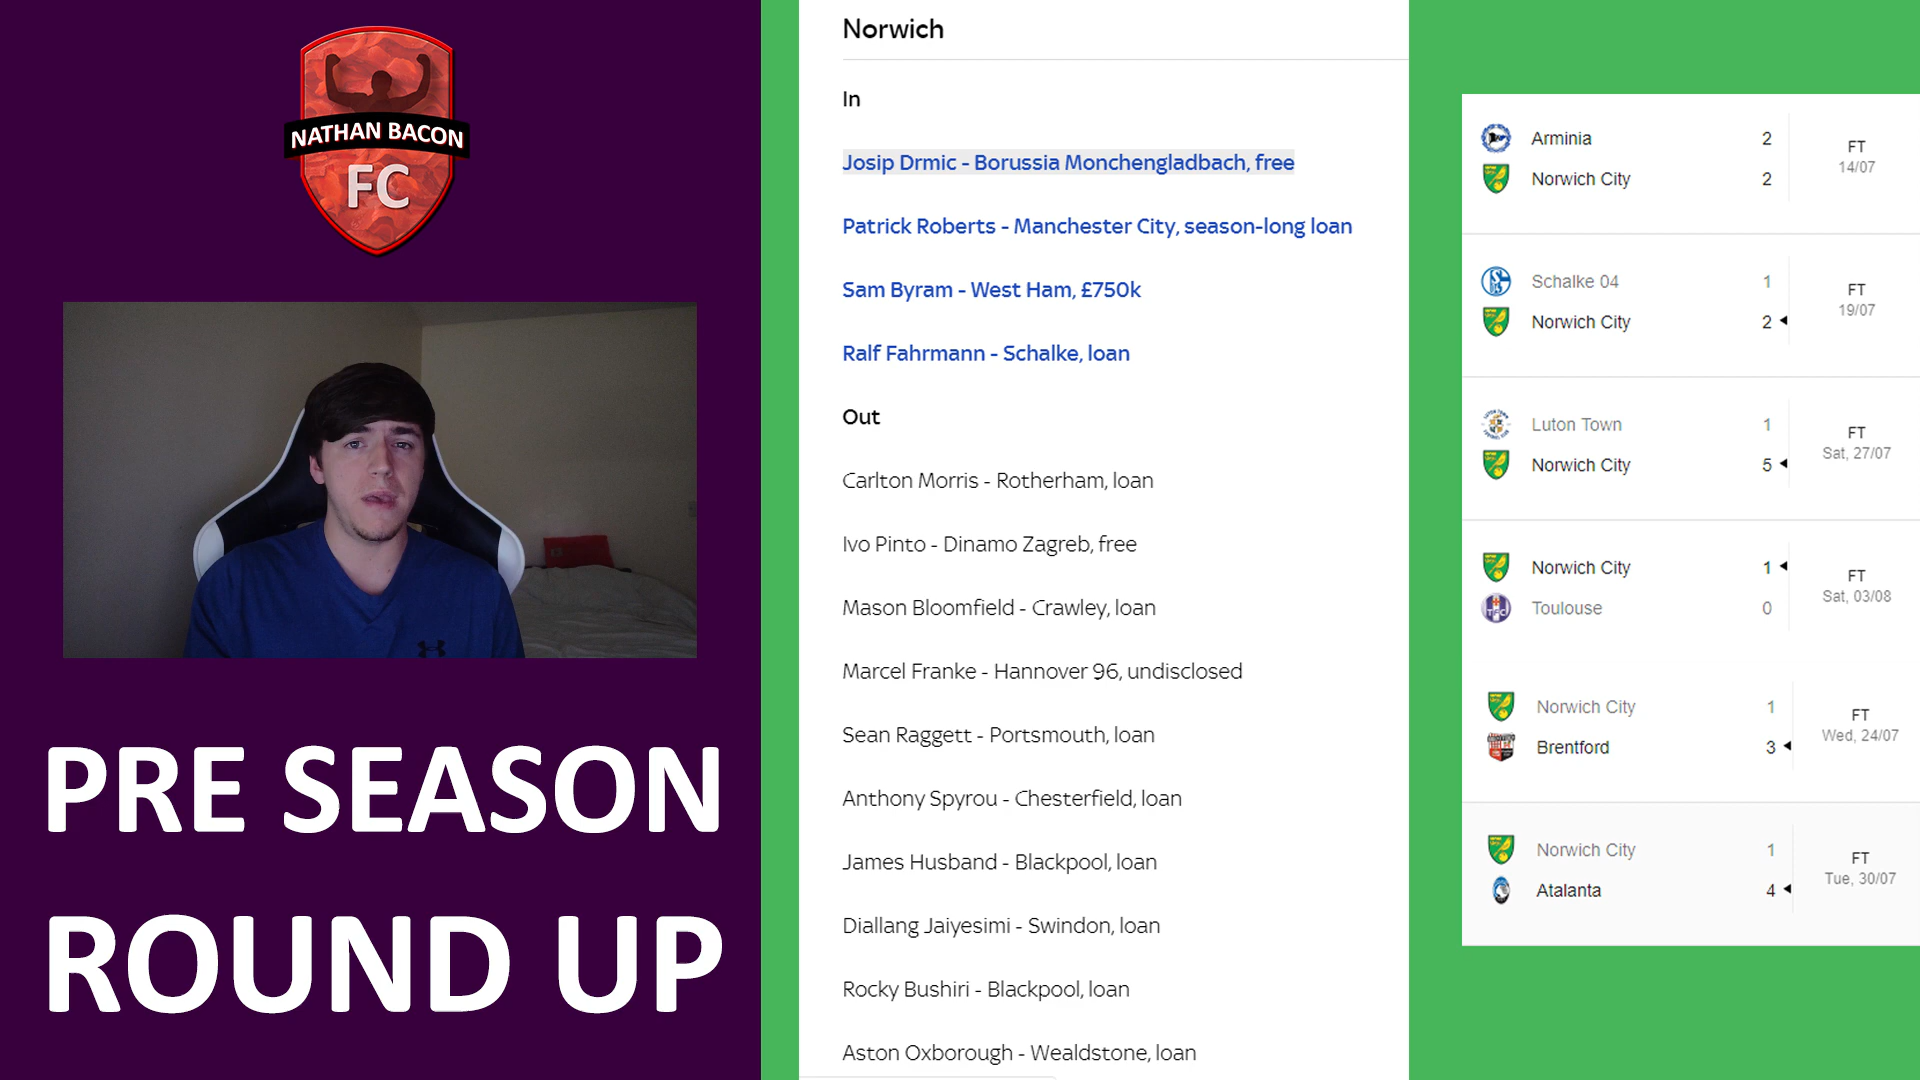 NATHAN BACON
FC
PRE SEASON
ROUND UP
Norwich
In
Josip Drmic - Borussia Monchengladbach, free
Patrick Roberts - Manchester City, season-long loan
Sam Byram - West Ham, £750k
Ralf Fahrmann - Schalke, loan
Out
Carlton Morris - Rotherham, loan
Ivo Pinto - Dinamo Zagreb, free
Mason Bloomfield - Crawley, loan
Marcel Franke - Hannover 96, undisclosed
Sean Raggett - Portsmouth, loan
Anthony Spyrou - Chesterfield, loan
James Husband - Blackpool, loan
Diallang Jaiyesimi - Swindon, loan
Rocky Bushiri - Blackpool, loan
Aston Oxborough - Wealdstone, loan
Arminia 2
Norwich City 2
FT
14/07
Schalke 04 1
Norwich City 2
FT
19/07
Luton Town 1
Norwich City 5
FT
Sat, 27/07
Norwich City 1
Toulouse 0
FT
Sat, 03/08
Norwich City 1
Brentford 3
FT
Wed, 24/07
Norwich City 1
Atalanta 4
FT
Tue, 30/07